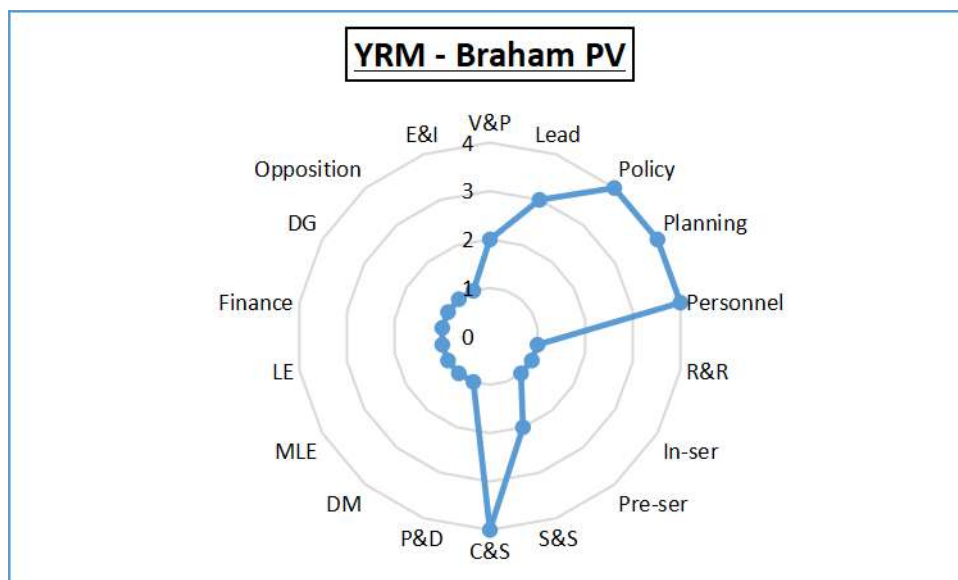 YRM - Braham PV
V&P
E&I
Lead
4
Opposition
Policy
3
DG
Planning
2
Finance
1
Personnel
0
LE
R&R
MLE
In-ser
DM
Pre-ser
P&D
C&S
S&S